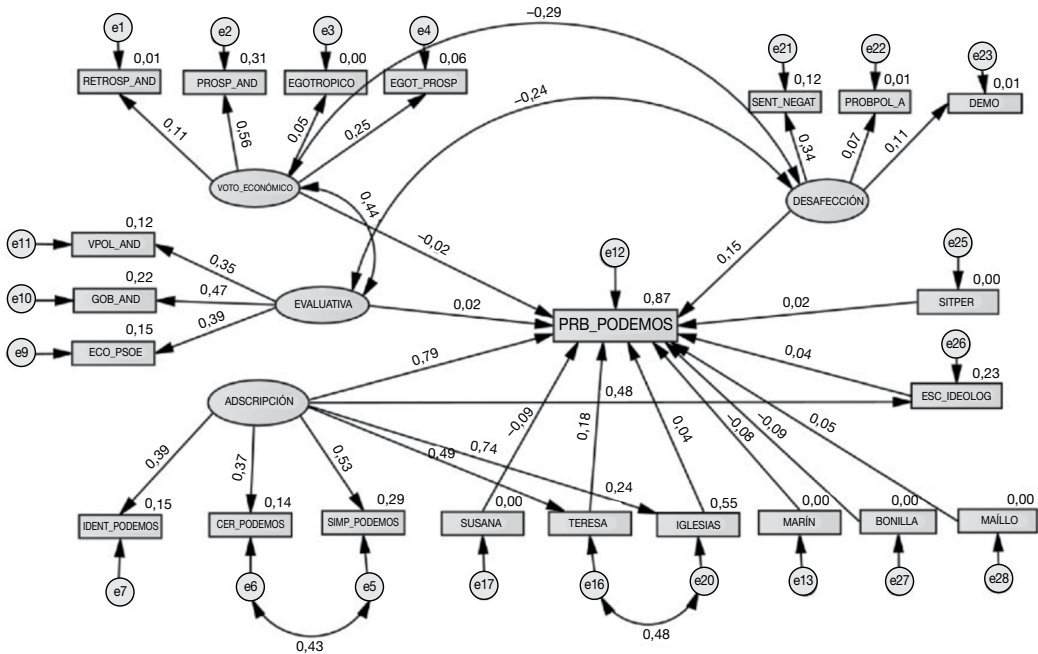 e1
e2
e3
e4
e21
e22
e23
−0,29
0,01
0,31
0,00
0,06
0,12
0,01
0,01
RETROSP_AND
PROSP_AND
EGOTROPICO
EGOT_PROSP
SENT_NEGAT
PROBPOL_A
DEMO
−0,24
0,11
0,56
0,05
0,25
0,34
0,07
0,11
VOTO_ECONÓMICO
DESAFECCIÓN
0,44
e11
0,12
VPOL_AND
−0,02
0,15
e12
e25
0,35
e10
0,22
GOB_AND
0,47
EVALUATIVA
0,02
0,87
PRB_PODEMOS
0,02
0,00
SITPER
0,39
e9
0,15
ECO_PSOE
0,79
0,04
e26
0,23
ESC_IDEOLOG
ADSCRIPCIÓN
0,48
−0,09
0,18
0,04
−0,08
−0,09
0,05
0,39
0,37
0,53
0,49
0,74
0,24
0,15
0,14
0,29
0,00
0,55
0,00
0,00
0,00
IDENT_PODEMOS
CER_PODEMOS
SIMP_PODEMOS
SUSANA
TERESA
IGLESIAS
MARÍN
BONILLA
MAÍLLO
e7
e6
e5
e17
e16
e20
e13
e27
e28
0,43
0,48